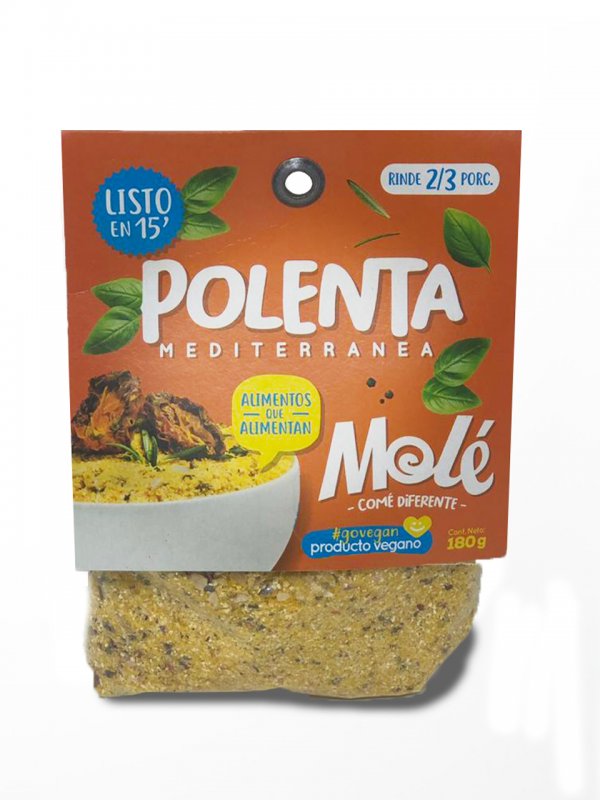 LISTO
EN 15'
RINDE 2/3 PORC.
POLENTA
MEDITERRANEA
ALIMENTOS
QUE
ALIMENTAN
Molé
- COMÉ DiFERENTE -
#govegan
producto vegano
Cont. Neto:
180g